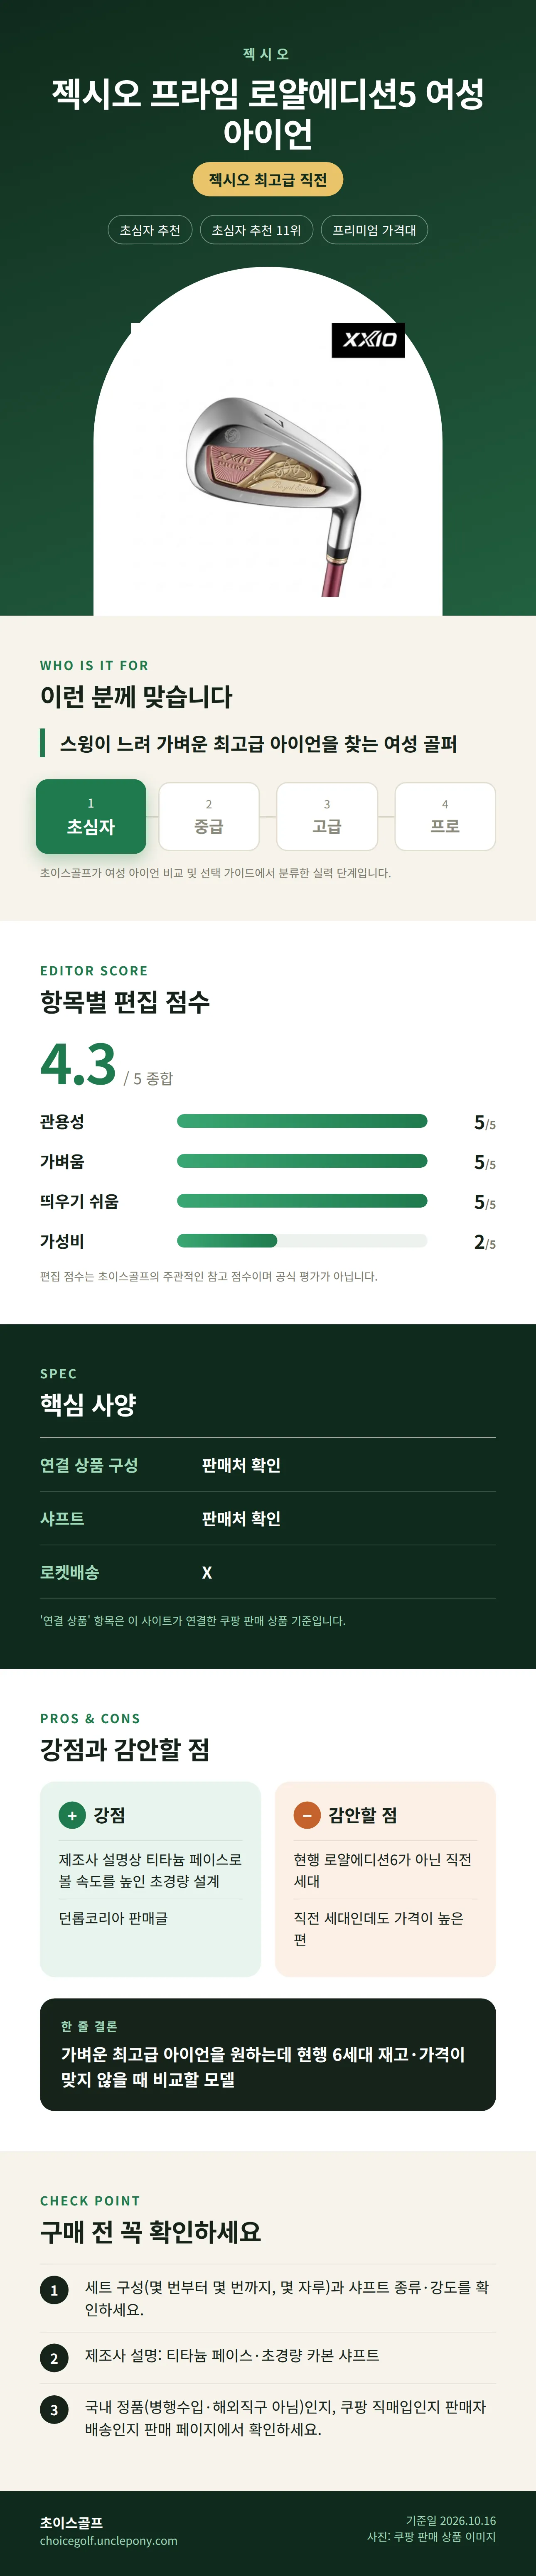 젝시오
젝시오 프라임 로얄에디션5 여성
아이언
젝시오 최고급 직전
초심자 추천
초심자 추천 11위
프리미엄 가격대
XXIO
XXIO
PRIME
WHO IS IT FOR
이런 분께 맞습니다
스윙이 느려 가벼운 최고급 아이언을 찾는 여성 골퍼
1
초심자
2
중급
3
고급
4
프로
초이스골프가 여성 아이언 비교 및 선택 가이드에서 분류한 실력 단계입니다.
EDITOR SCORE
항목별 편집 점수
4.3 / 5 종합
관용성 5/5
가벼움 5/5
띄우기 쉬움 5/5
가성비 2/5
편집 점수는 초이스골프의 주관적인 참고 점수이며 공식 평가가 아닙니다.
SPEC
핵심 사양
연결 상품 구성 판매처 확인
샤프트 판매처 확인
로켓배송 X
'연결 상품' 항목은 이 사이트가 연결한 쿠팡 판매 상품 기준입니다.
PROS & CONS
강점과 감안할 점
+ 강점
제조사 설명상 티타늄 페이스로
볼 속도를 높인 초경량 설계
던롭코리아 판매글
− 감안할 점
현행 로얄에디션6가 아닌 직전
세대
직전 세대인데도 가격이 높은
편
한 줄 결론
가벼운 최고급 아이언을 원하는데 현행 6세대 재고·가격이
맞지 않을 때 비교할 모델
CHECK POINT
구매 전 꼭 확인하세요
1 세트 구성(몇 번부터 몇 번까지, 몇 자루)과 샤프트 종류·강도를 확
인하세요.
2 제조사 설명: 티타늄 페이스·초경량 카본 샤프트
3 국내 정품(병행수입·해외직구 아님)인지, 쿠팡 직매입인지 판매자
배송인지 판매 페이지에서 확인하세요.
초이스골프
choicegolf.unclepony.com
기준일 2026.10.16
사진: 쿠팡 판매 상품 이미지